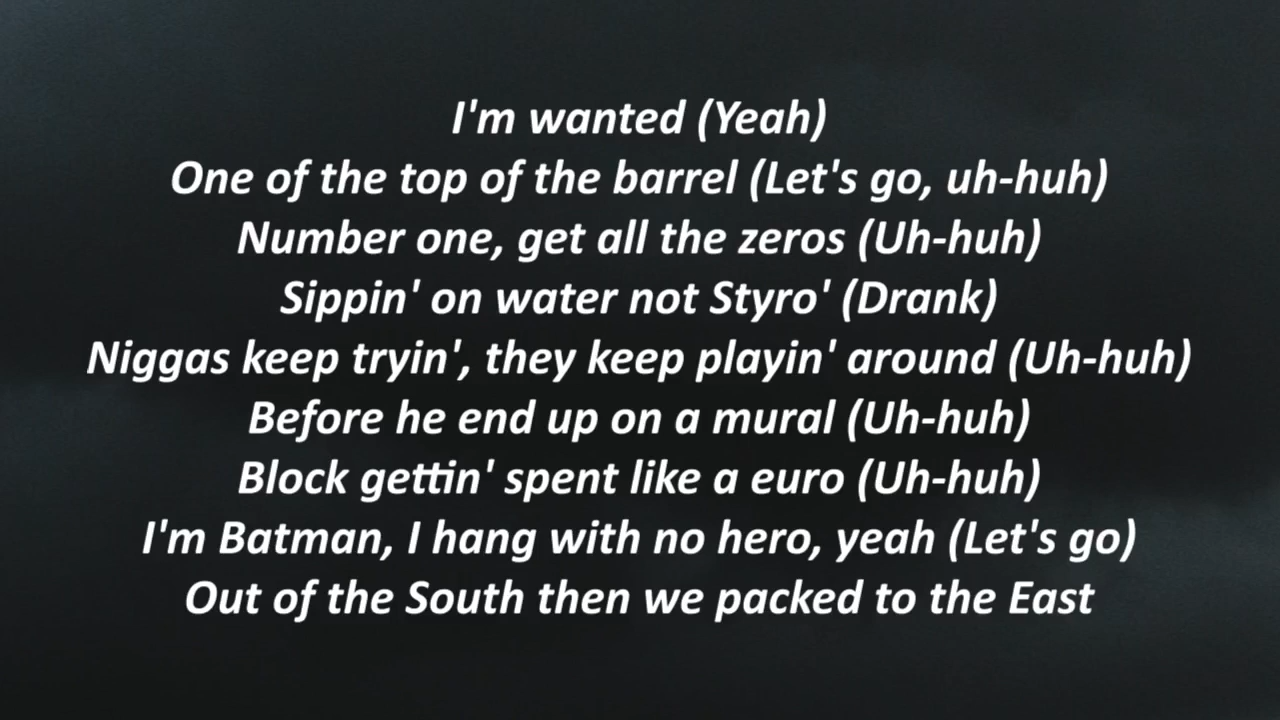 I'm wanted (Yeah)
One of the top of the barrel (Let's go, uh-huh)
Number one, get all the zeros (Uh-huh)
Sippin' on water not Styro' (Drank)
Niggas keep tryin', they keep playin' around (Uh-huh)
Before he end up on a mural (Uh-huh)
Block gettin' spent like a euro (Uh-huh)
I'm Batman, I hang with no hero, yeah (Let's go)
Out of the South then we packed to the East